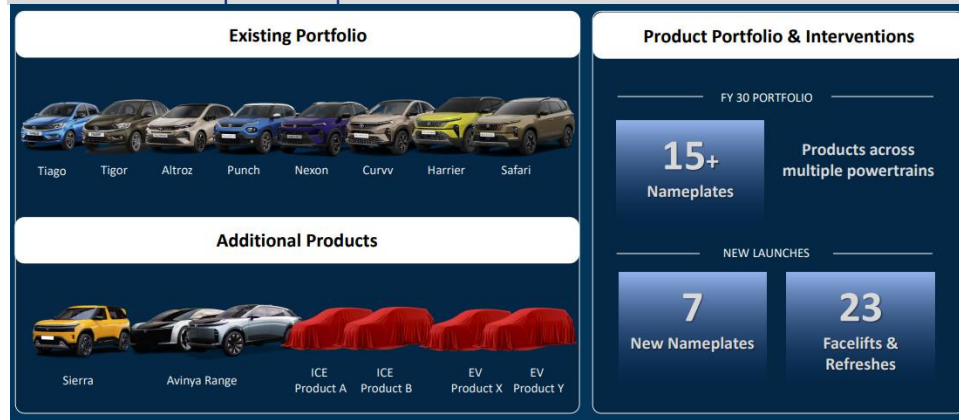 Existing Portfolio
Tiago Tigor Altroz Punch Nexon Curvv Harrier Safari
Additional Products
Sierra
Avinya Range
ICE
Product A
ICE
Product B
EV
Product X
EV
Product Y
Product Portfolio & Interventions
FY 30 PORTFOLIO
15+
Nameplates
Products across
multiple powertrains
NEW LAUNCHES
7
New Nameplates
23
Facelifts &
Refreshes